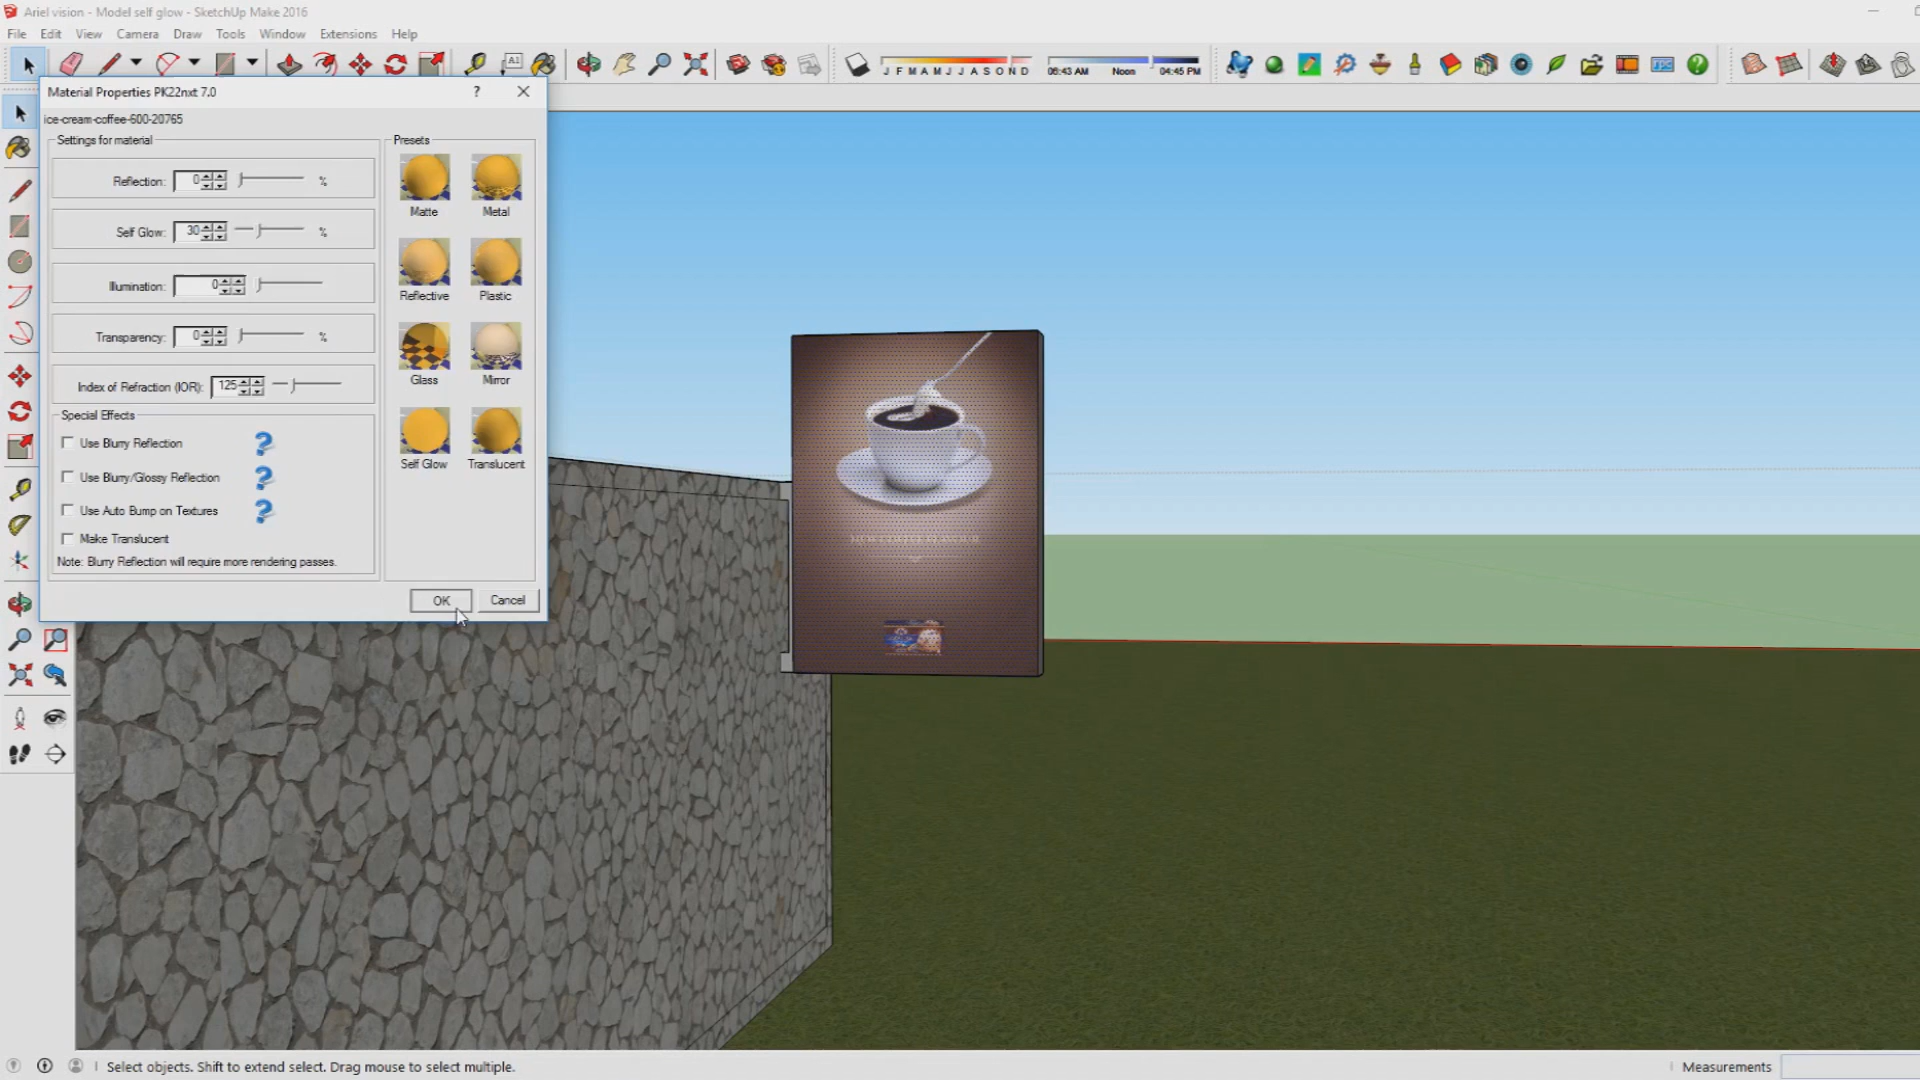 Ariel vision - Model self glow - SketchUp Make 2016
File Edit View Camera Draw Tools Window Extensions Help
A1
J F M A M J J A S O N D
06:43 AM Noon 04:45 PM
Material Properties PK22nxt 7.0
ice-cream-coffee-600-20765
Settings for material
Reflection: 0 %
Self Glow: 30 %
Illumination: 0
Transparency: 0 %
Index of Refraction (IOR): 125
Special Effects
Use Blurry Reflection
Use Blurry/Glossy Reflection
Use Auto Bump on Textures
Make Translucent
Note: Blurry Reflection will require more rendering passes.
Presets
Matte Metal
Reflective Plastic
Glass Mirror
Self Glow Translucent
OK Cancel
Select objects. Shift to extend select. Drag mouse to select multiple.
Measurements